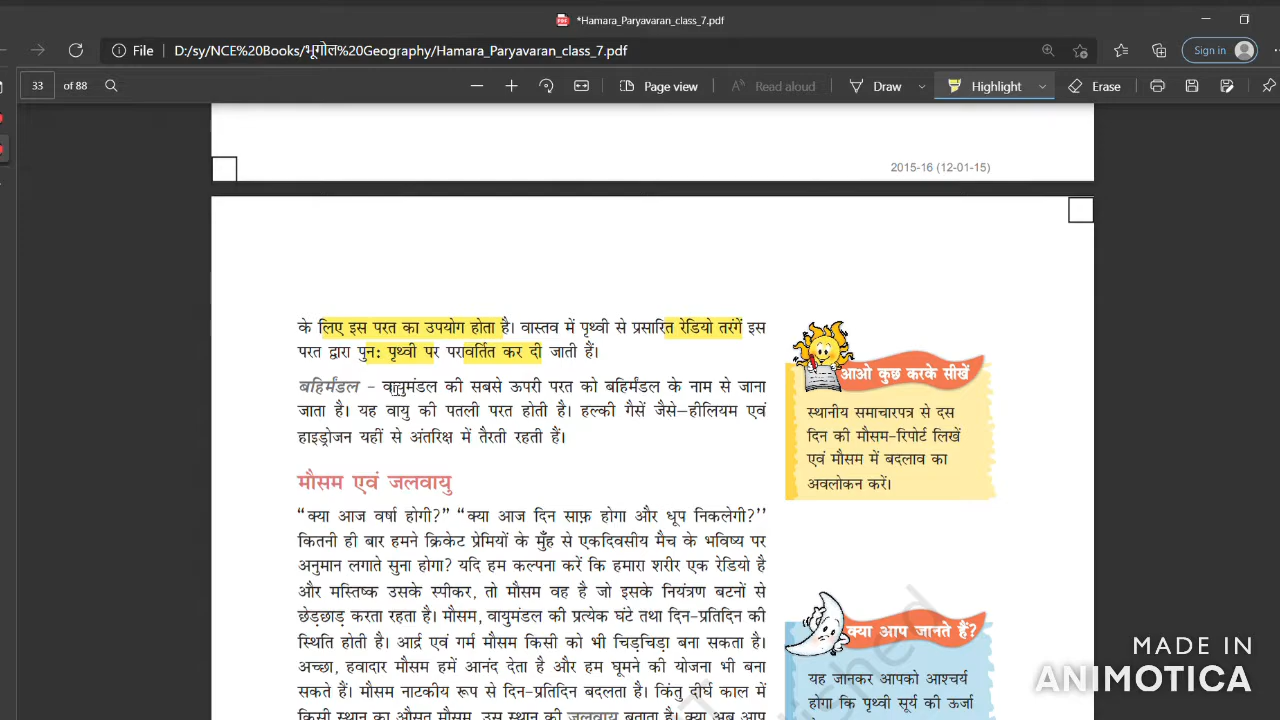 *Hamara_Paryavaran_class_7.pdf
File D:/sy/NCE%20Books/भूगोल%20Geography/Hamara_Paryavaran_class_7.pdf
Sign in
33 of 88
Page view
Read aloud
Draw
Highlight
Erase
2015-16 (12-01-15)
के लिए इस परत का उपयोग होता है। वास्तव में पृथ्वी से प्रसारित रेडियो तरंगें इस
परत द्वारा पुन: पृथ्वी पर परावर्तित कर दी जाती हैं।
बहिर्मंडल – वायुमंडल की सबसे ऊपरी परत को बहिर्मंडल के नाम से जाना
जाता है। यह वायु की पतली परत होती है। हल्की गैसें जैसे–हीलियम एवं
हाइड्रोजन यहीं से अंतरिक्ष में तैरती रहती हैं।
मौसम एवं जलवायु
“क्या आज वर्षा होगी?” “क्या आज दिन साफ़ होगा और धूप निकलेगी?’’
कितनी ही बार हमने क्रिकेट प्रेमियों के मुँह से एकदिवसीय मैच के भविष्य पर
अनुमान लगाते सुना होगा? यदि हम कल्पना करें कि हमारा शरीर एक रेडियो है
और मस्तिष्क उसके स्पीकर, तो मौसम वह है जो इसके नियंत्रण बटनों से
छेड़छाड़ करता रहता है। मौसम, वायुमंडल की प्रत्येक घंटे तथा दिन-प्रतिदिन की
स्थिति होती है। आर्द्र एवं गर्म मौसम किसी को भी चिड़चिड़ा बना सकता है।
अच्छा, हवादार मौसम हमें आनंद देता है और हम घूमने की योजना भी बना
सकते हैं। मौसम नाटकीय रूप से दिन-प्रतिदिन बदलता है। किंतु दीर्घ काल में
किसी स्थान का औसत मौसम, उस स्थान की जलवायु बताता है। क्या अब आप
आओ कुछ करके सीखें
स्थानीय समाचारपत्र से दस
दिन की मौसम-रिपोर्ट लिखें
एवं मौसम में बदलाव का
अवलोकन करें।
क्या आप जानते हैं?
यह जानकर आपको आश्चर्य
होगा कि पृथ्वी सूर्य की ऊर्जा
MADE IN
ANIMOTICA